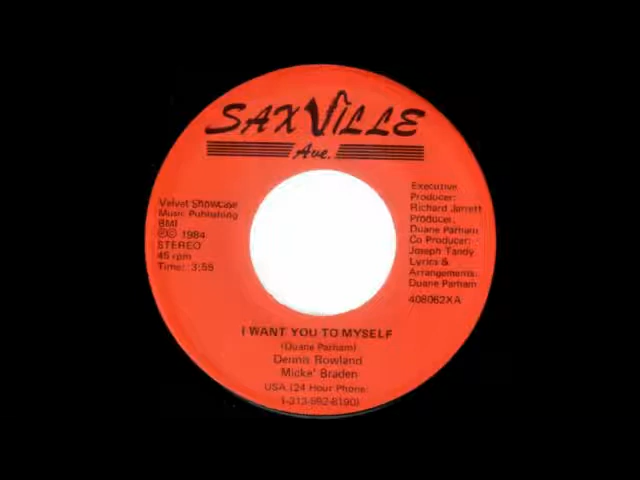 SAXVILLE
Ave.
Velvet Showcase
Music Publishing
BMI
℗© 1984
STEREO
45 rpm
Time: 3:55
Executive
Producer:
Richard Jarrett
Producer:
Duane Parham
Co Producer:
Joseph Tandy
Lyrics &
Arrangements:
Duane Parham
408062XA
I WANT YOU TO MYSELF
(Duane Parham)
Dennis Rowland
Micke' Braden
USA (24 Hour Phone:
1-313-592-8190)